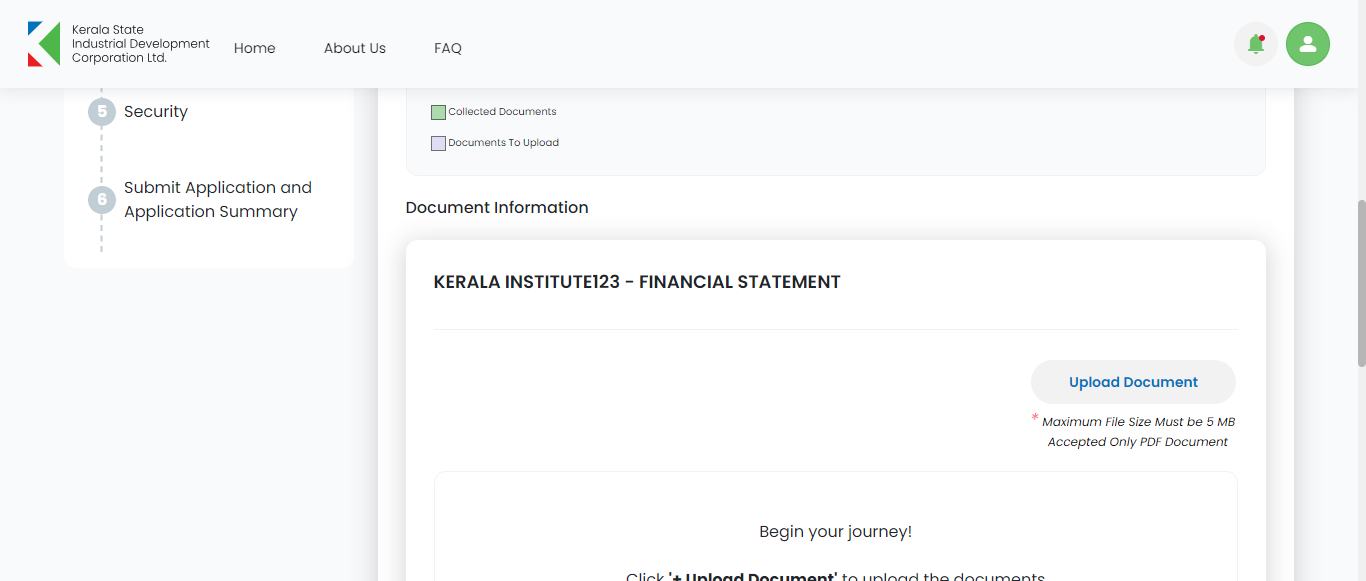 Kerala State
Industrial Development
Corporation Ltd.
Home
About Us
FAQ
5
Security
6
Submit Application and
Application Summary
Collected Documents
Documents To Upload
Document Information
KERALA INSTITUTE123 - FINANCIAL STATEMENT
Upload Document
* Maximum File Size Must be 5 MB
Accepted Only PDF Document
Begin your journey!
Click '+ Upload Document' to upload the documents